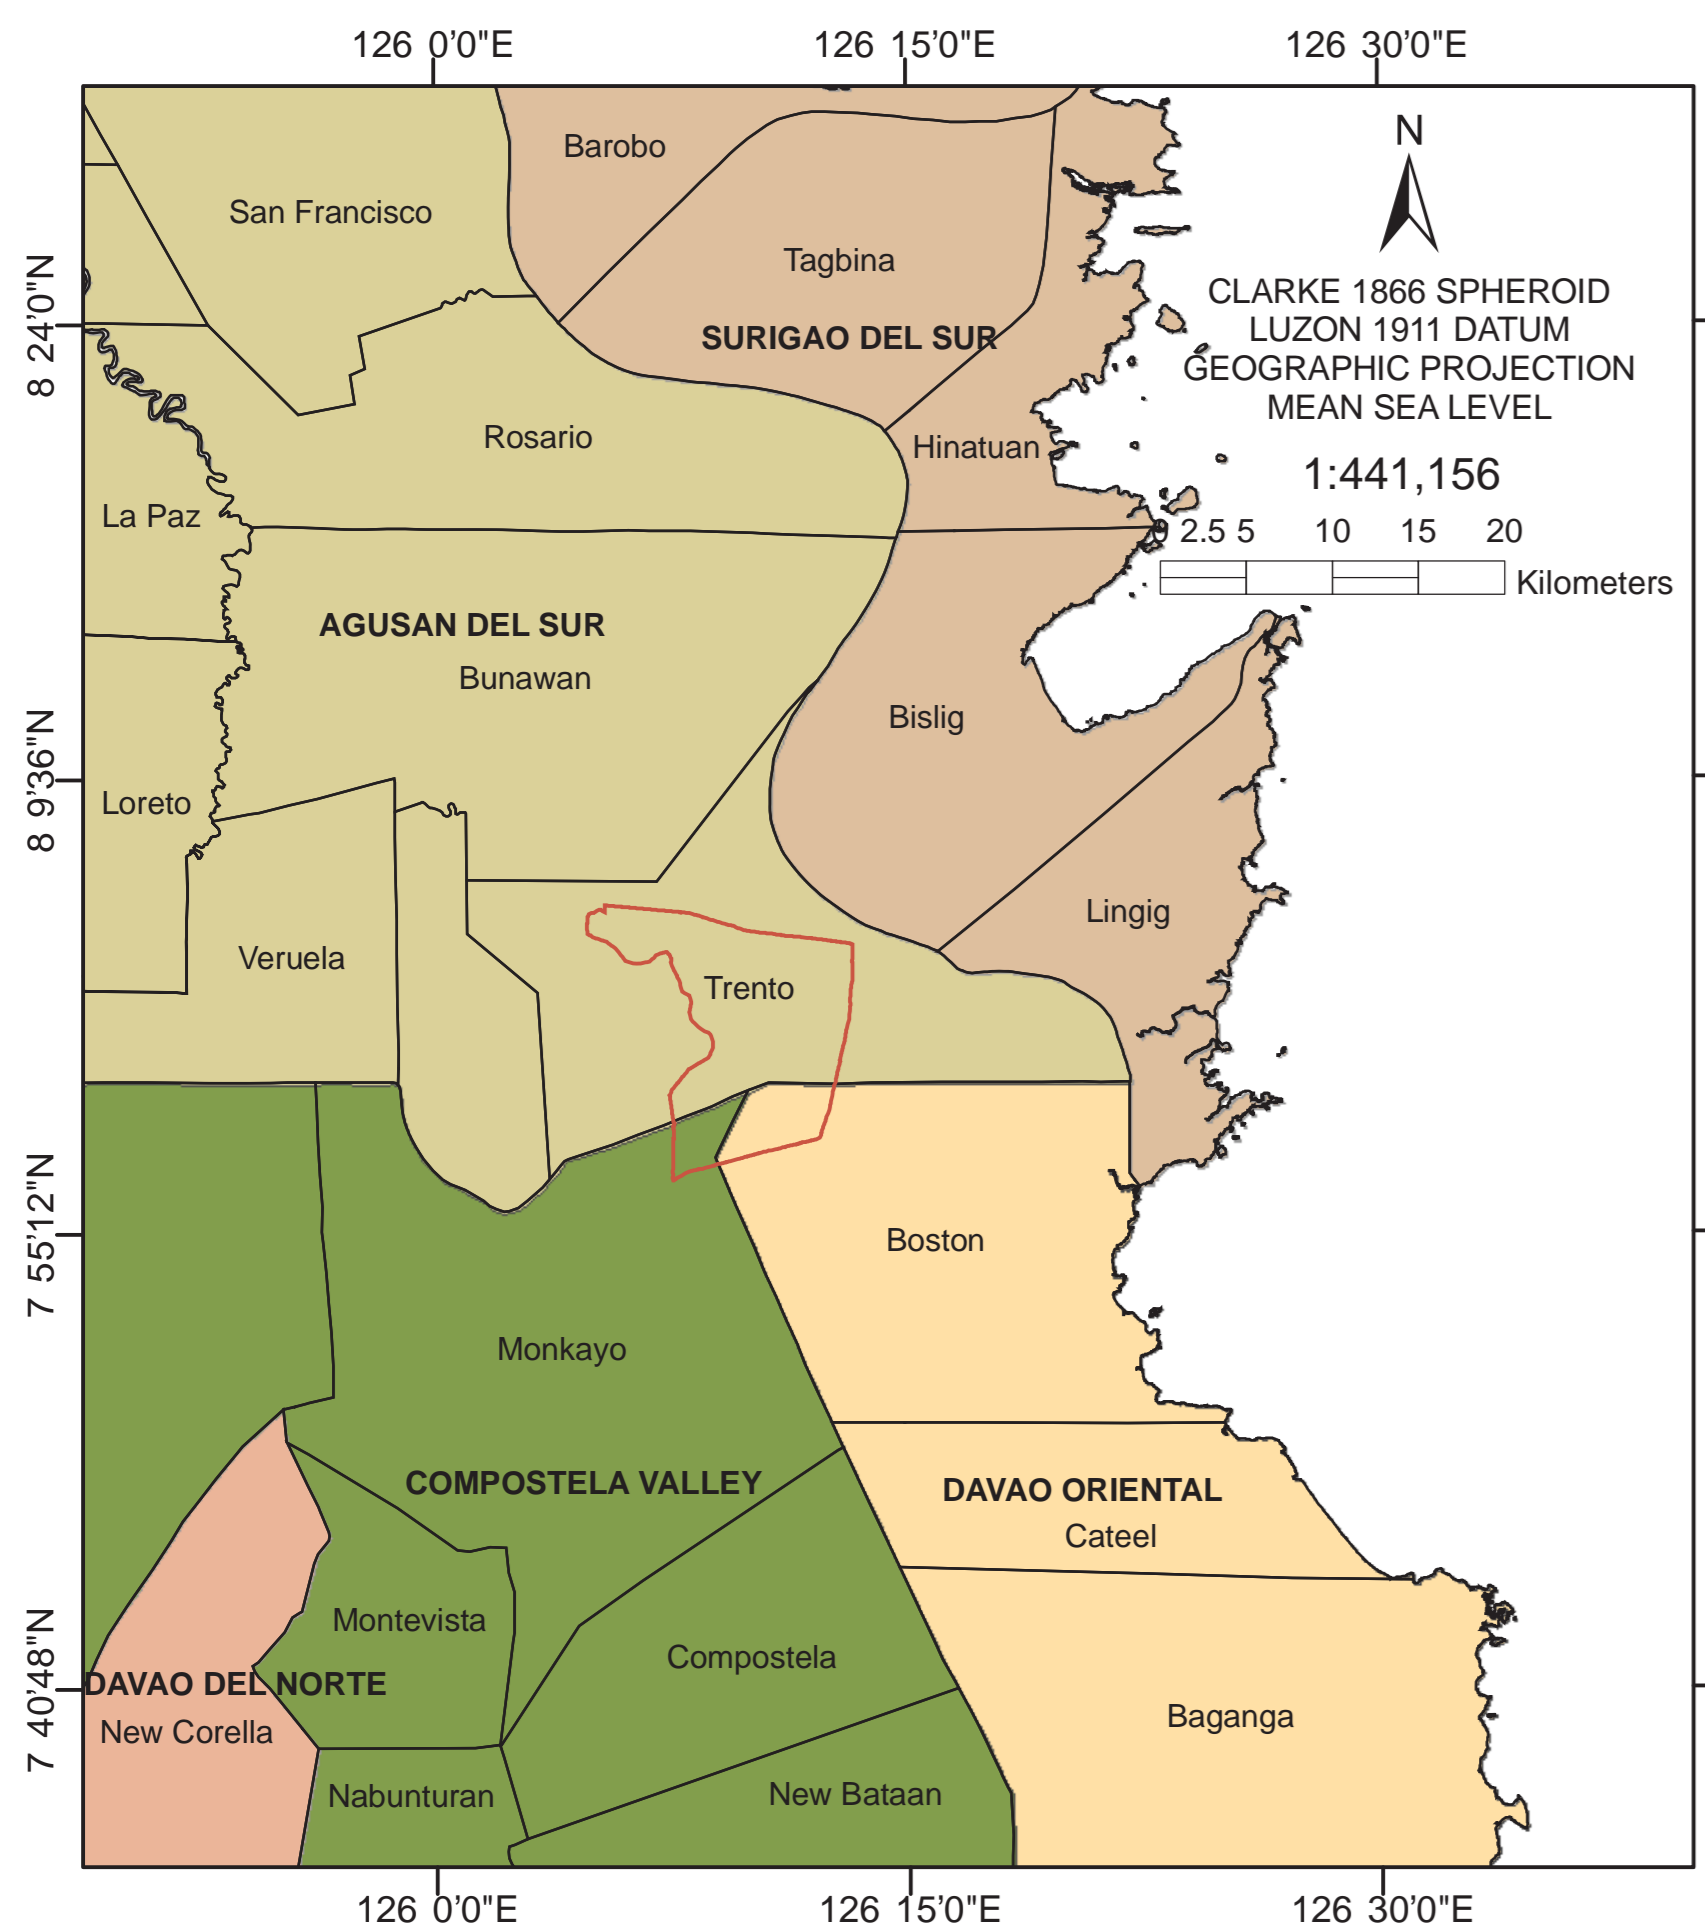 126 0'0"E
126 15'0"E
126 30'0"E
N
Barobo
San Francisco
Tagbina
8 24'0"N
CLARKE 1866 SPHEROID
LUZON 1911 DATUM
GEOGRAPHIC PROJECTION
MEAN SEA LEVEL
SURIGAO DEL SUR
Rosario
Hinatuan
1:441,156
La Paz
0 2.5 5 10 15 20
Kilometers
AGUSAN DEL SUR
Bunawan
Bislig
8 9'36"N
Loreto
Lingig
Veruela
Trento
7 55'12"N
Boston
Monkayo
COMPOSTELA VALLEY
DAVAO ORIENTAL
Cateel
Montevista
Compostela
7 40'48"N
DAVAO DEL NORTE
New Corella
Baganga
Nabunturan
New Bataan
126 0'0"E
126 15'0"E
126 30'0"E